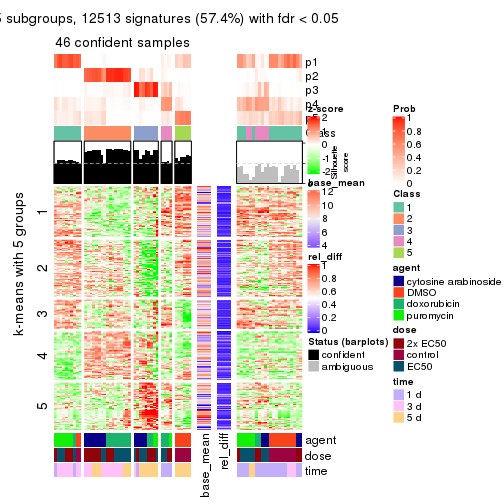 5 subgroups, 12513 signatures (57.4%) with fdr < 0.05
46 confident samples
p1
p2
p3
p4
p5
Class
z-score
2
1
0
-1
-2
Silhouette
score
base_mean
12
10
8
6
4
rel_diff
1
0.8
0.6
0.4
0.2
0
Status (barplots)
confident
ambiguous
Prob
1
0.8
0.6
0.4
0.2
0
Class
1
2
3
4
5
agent
cytosine arabinoside
DMSO
doxorubicin
puromycin
dose
2x EC50
control
EC50
time
1 d
3 d
5 d
k-means with 5 groups
1
2
3
4
5
base_mean
rel_diff
agent
dose
time